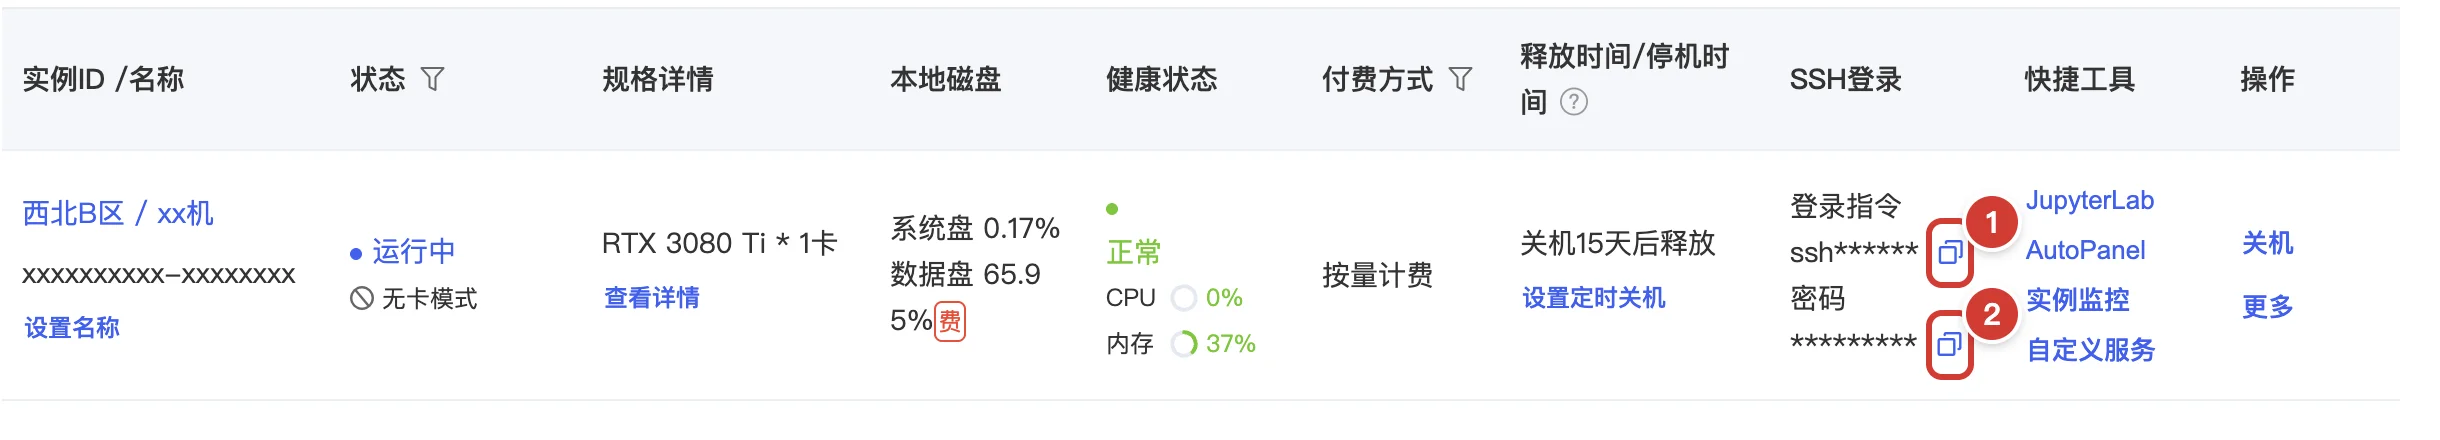 实例ID /名称
状态
规格详情
本地磁盘
健康状态
付费方式
释放时间/停机时
间 ?
SSH登录
快捷工具
操作
西北B区 / xx机
xxxxxxxxxx-xxxxxxxx
设置名称
运行中
无卡模式
RTX 3080 Ti * 1卡
查看详情
系统盘 0.17%
数据盘 65.9
5%费
正常
CPU 0%
内存 37%
按量计费
关机15天后释放
设置定时关机
登录指令
ssh******
1
密码
*********
2
JupyterLab
AutoPanel
实例监控
自定义服务
关机
更多